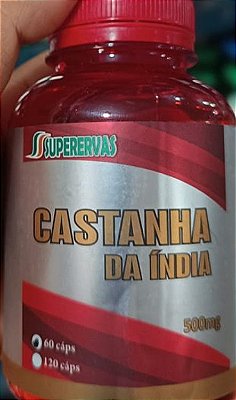 SUPERERVAS
CASTANHA
DA ÍNDIA
500mg
60 cáps
120 cáps